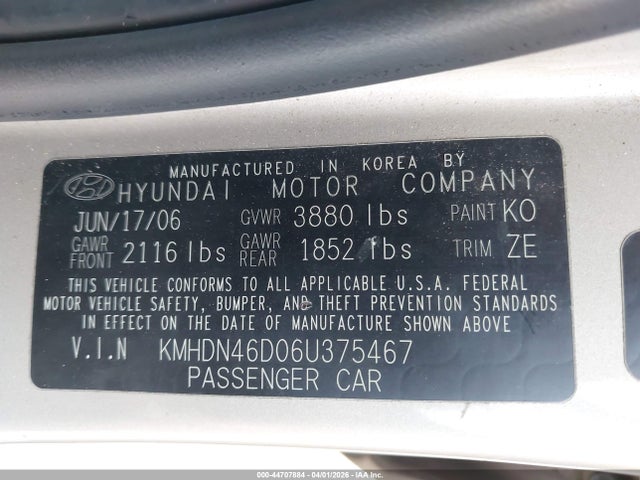 MANUFACTURED IN KOREA BY
HYUNDAI MOTOR COMPANY
JUN/17/06 GVWR 3880 lbs PAINT KO
GAWR FRONT 2116 lbs GAWR REAR 1852 lbs TRIM ZE
THIS VEHICLE CONFORMS TO ALL APPLICABLE U.S.A. FEDERAL
MOTOR VEHICLE SAFETY, BUMPER, AND THEFT PREVENTION STANDARDS
IN EFFECT ON THE DATE OF MANUFACTURE SHOWN ABOVE
V.I.N KMHDN46D06U375467
PASSENGER CAR
000-44707884 - 04/01/2026 - IAAI.COM